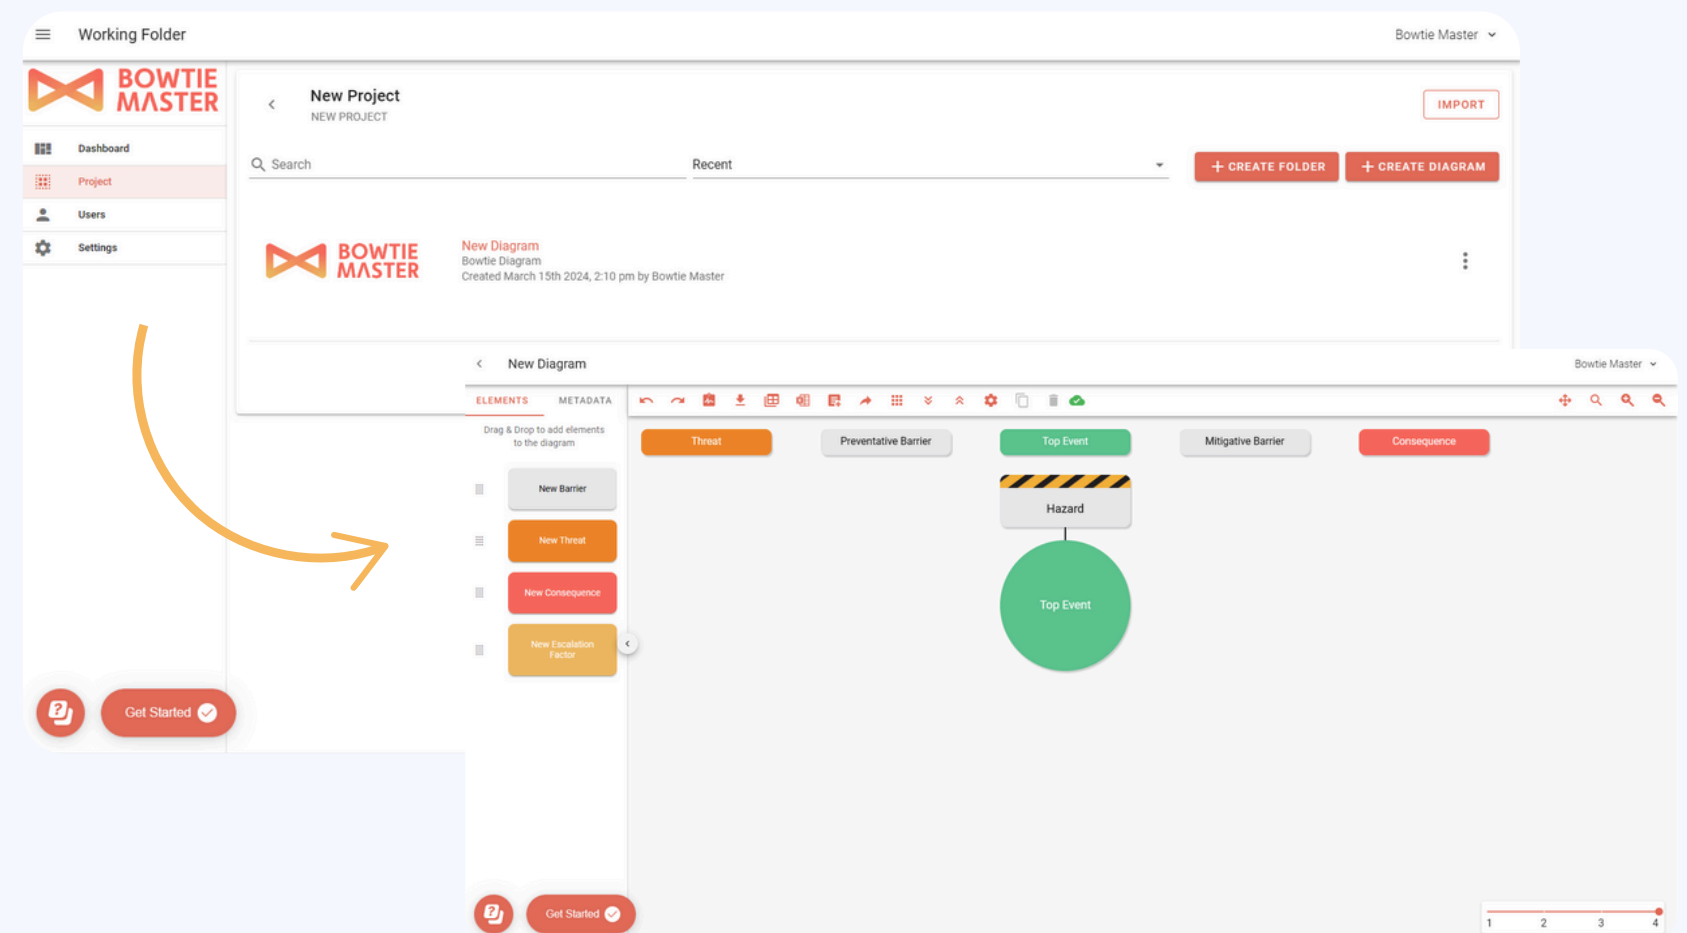 Working Folder
Bowtie Master
BOWTIE
MASTER
New Project
NEW PROJECT
IMPORT
Dashboard
Search
Recent
+ CREATE FOLDER
+ CREATE DIAGRAM
Project
Users
Settings
BOWTIE
MASTER
New Diagram
Bowtie Diagram
Created March 15th 2024, 2:10 pm by Bowtie Master
New Diagram
Bowtie Master
ELEMENTS
METADATA
Drag & Drop to add elements
to the diagram
Threat
Preventative Barrier
Top Event
Mitigative Barrier
Consequence
New Barrier
New Threat
New Consequence
New Escalation
Factor
Hazard
Top Event
Get Started
Get Started
1 2 3 4